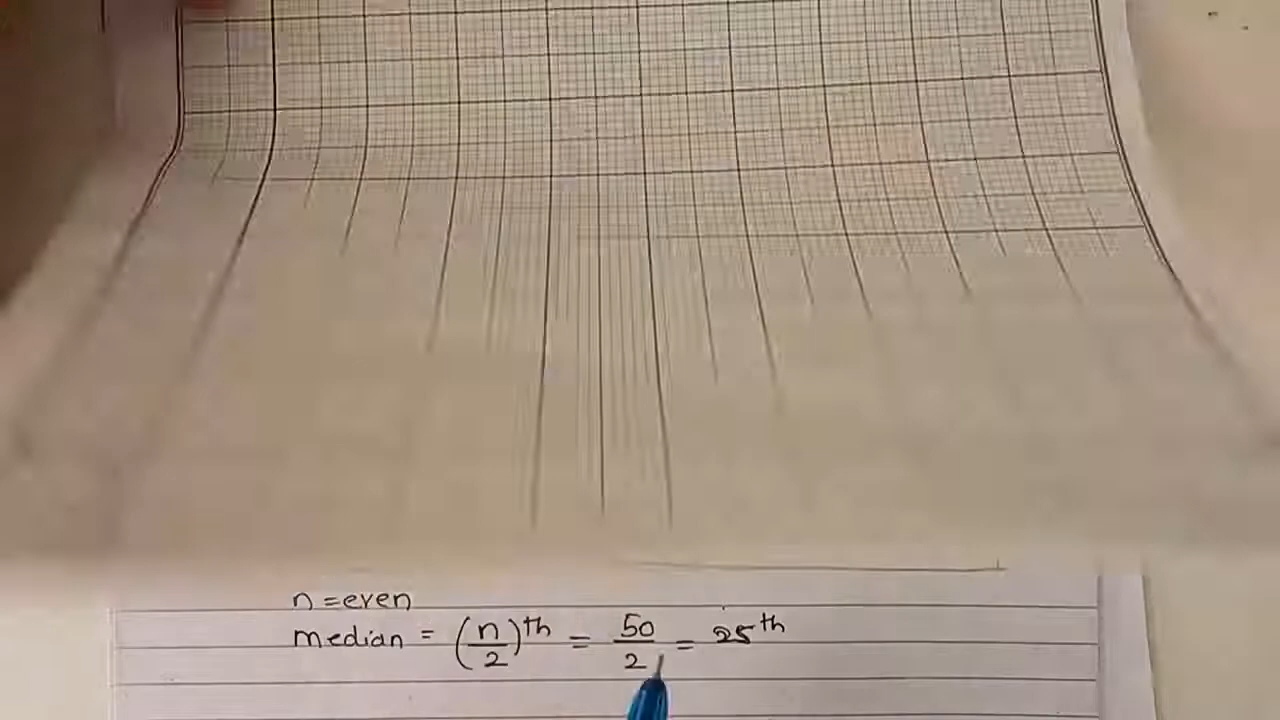 n = even
median = (n/2)th = 50/2 = 25th